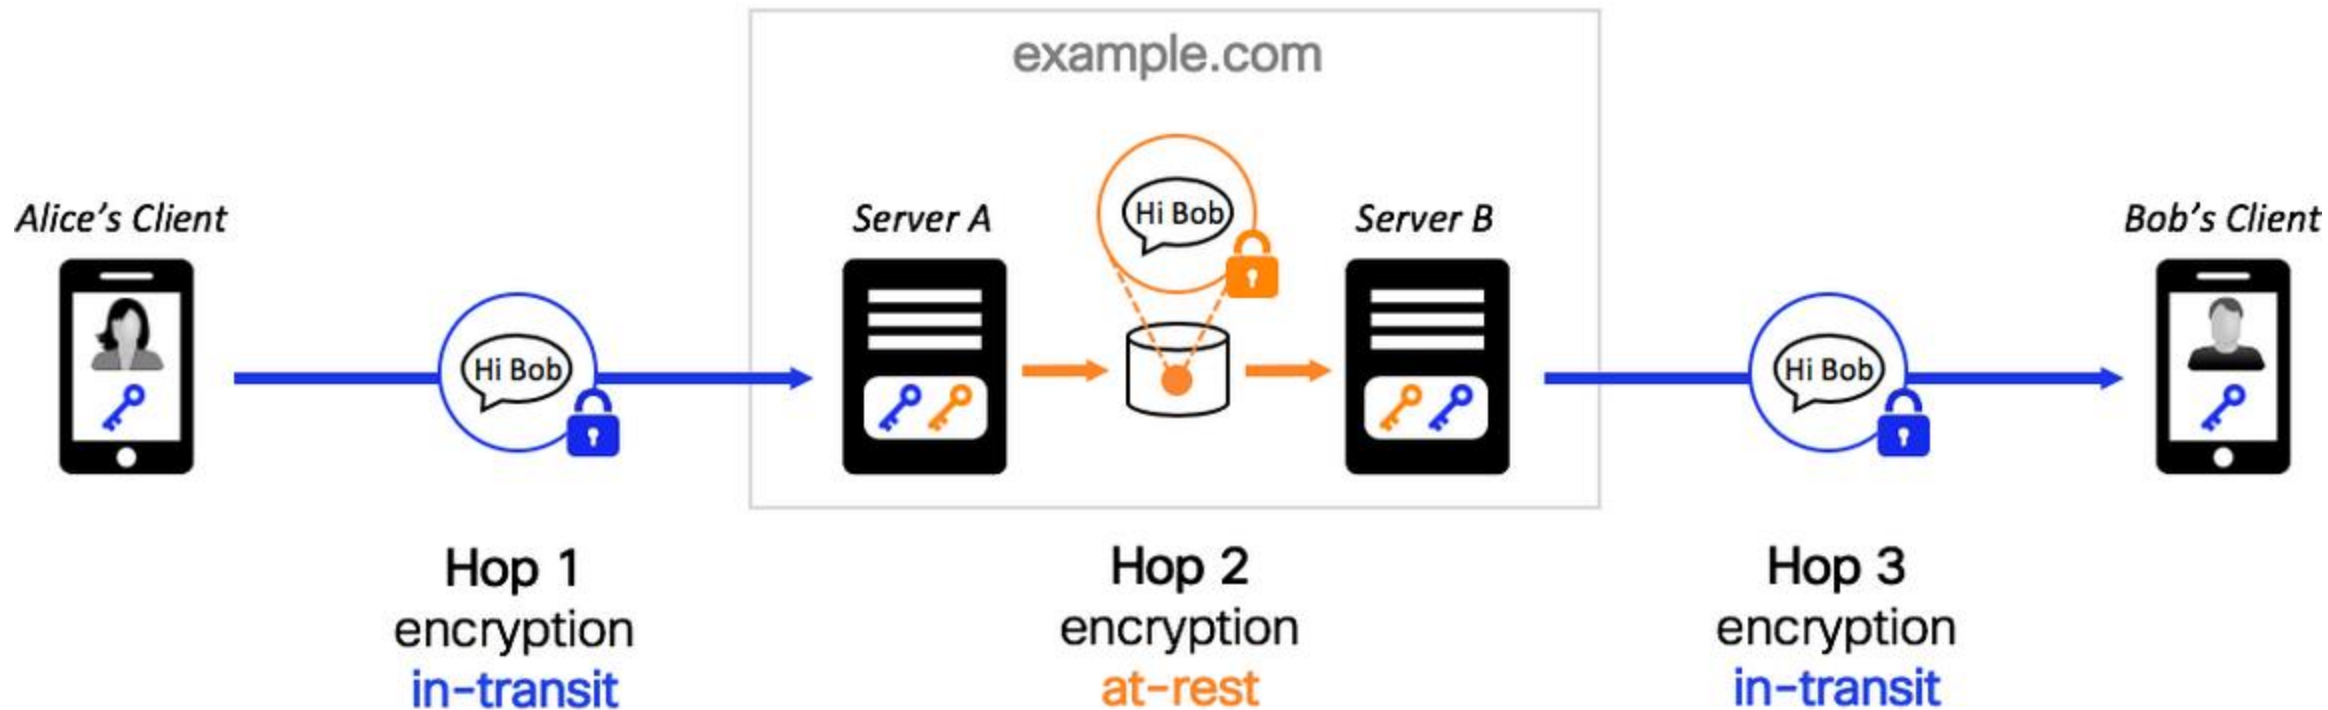 example.com
Alice's Client
Hi Bob
Server A
Hi Bob
Server B
Hi Bob
Bob's Client
Hop 1
encryption
in-transit
Hop 2
encryption
at-rest
Hop 3
encryption
in-transit